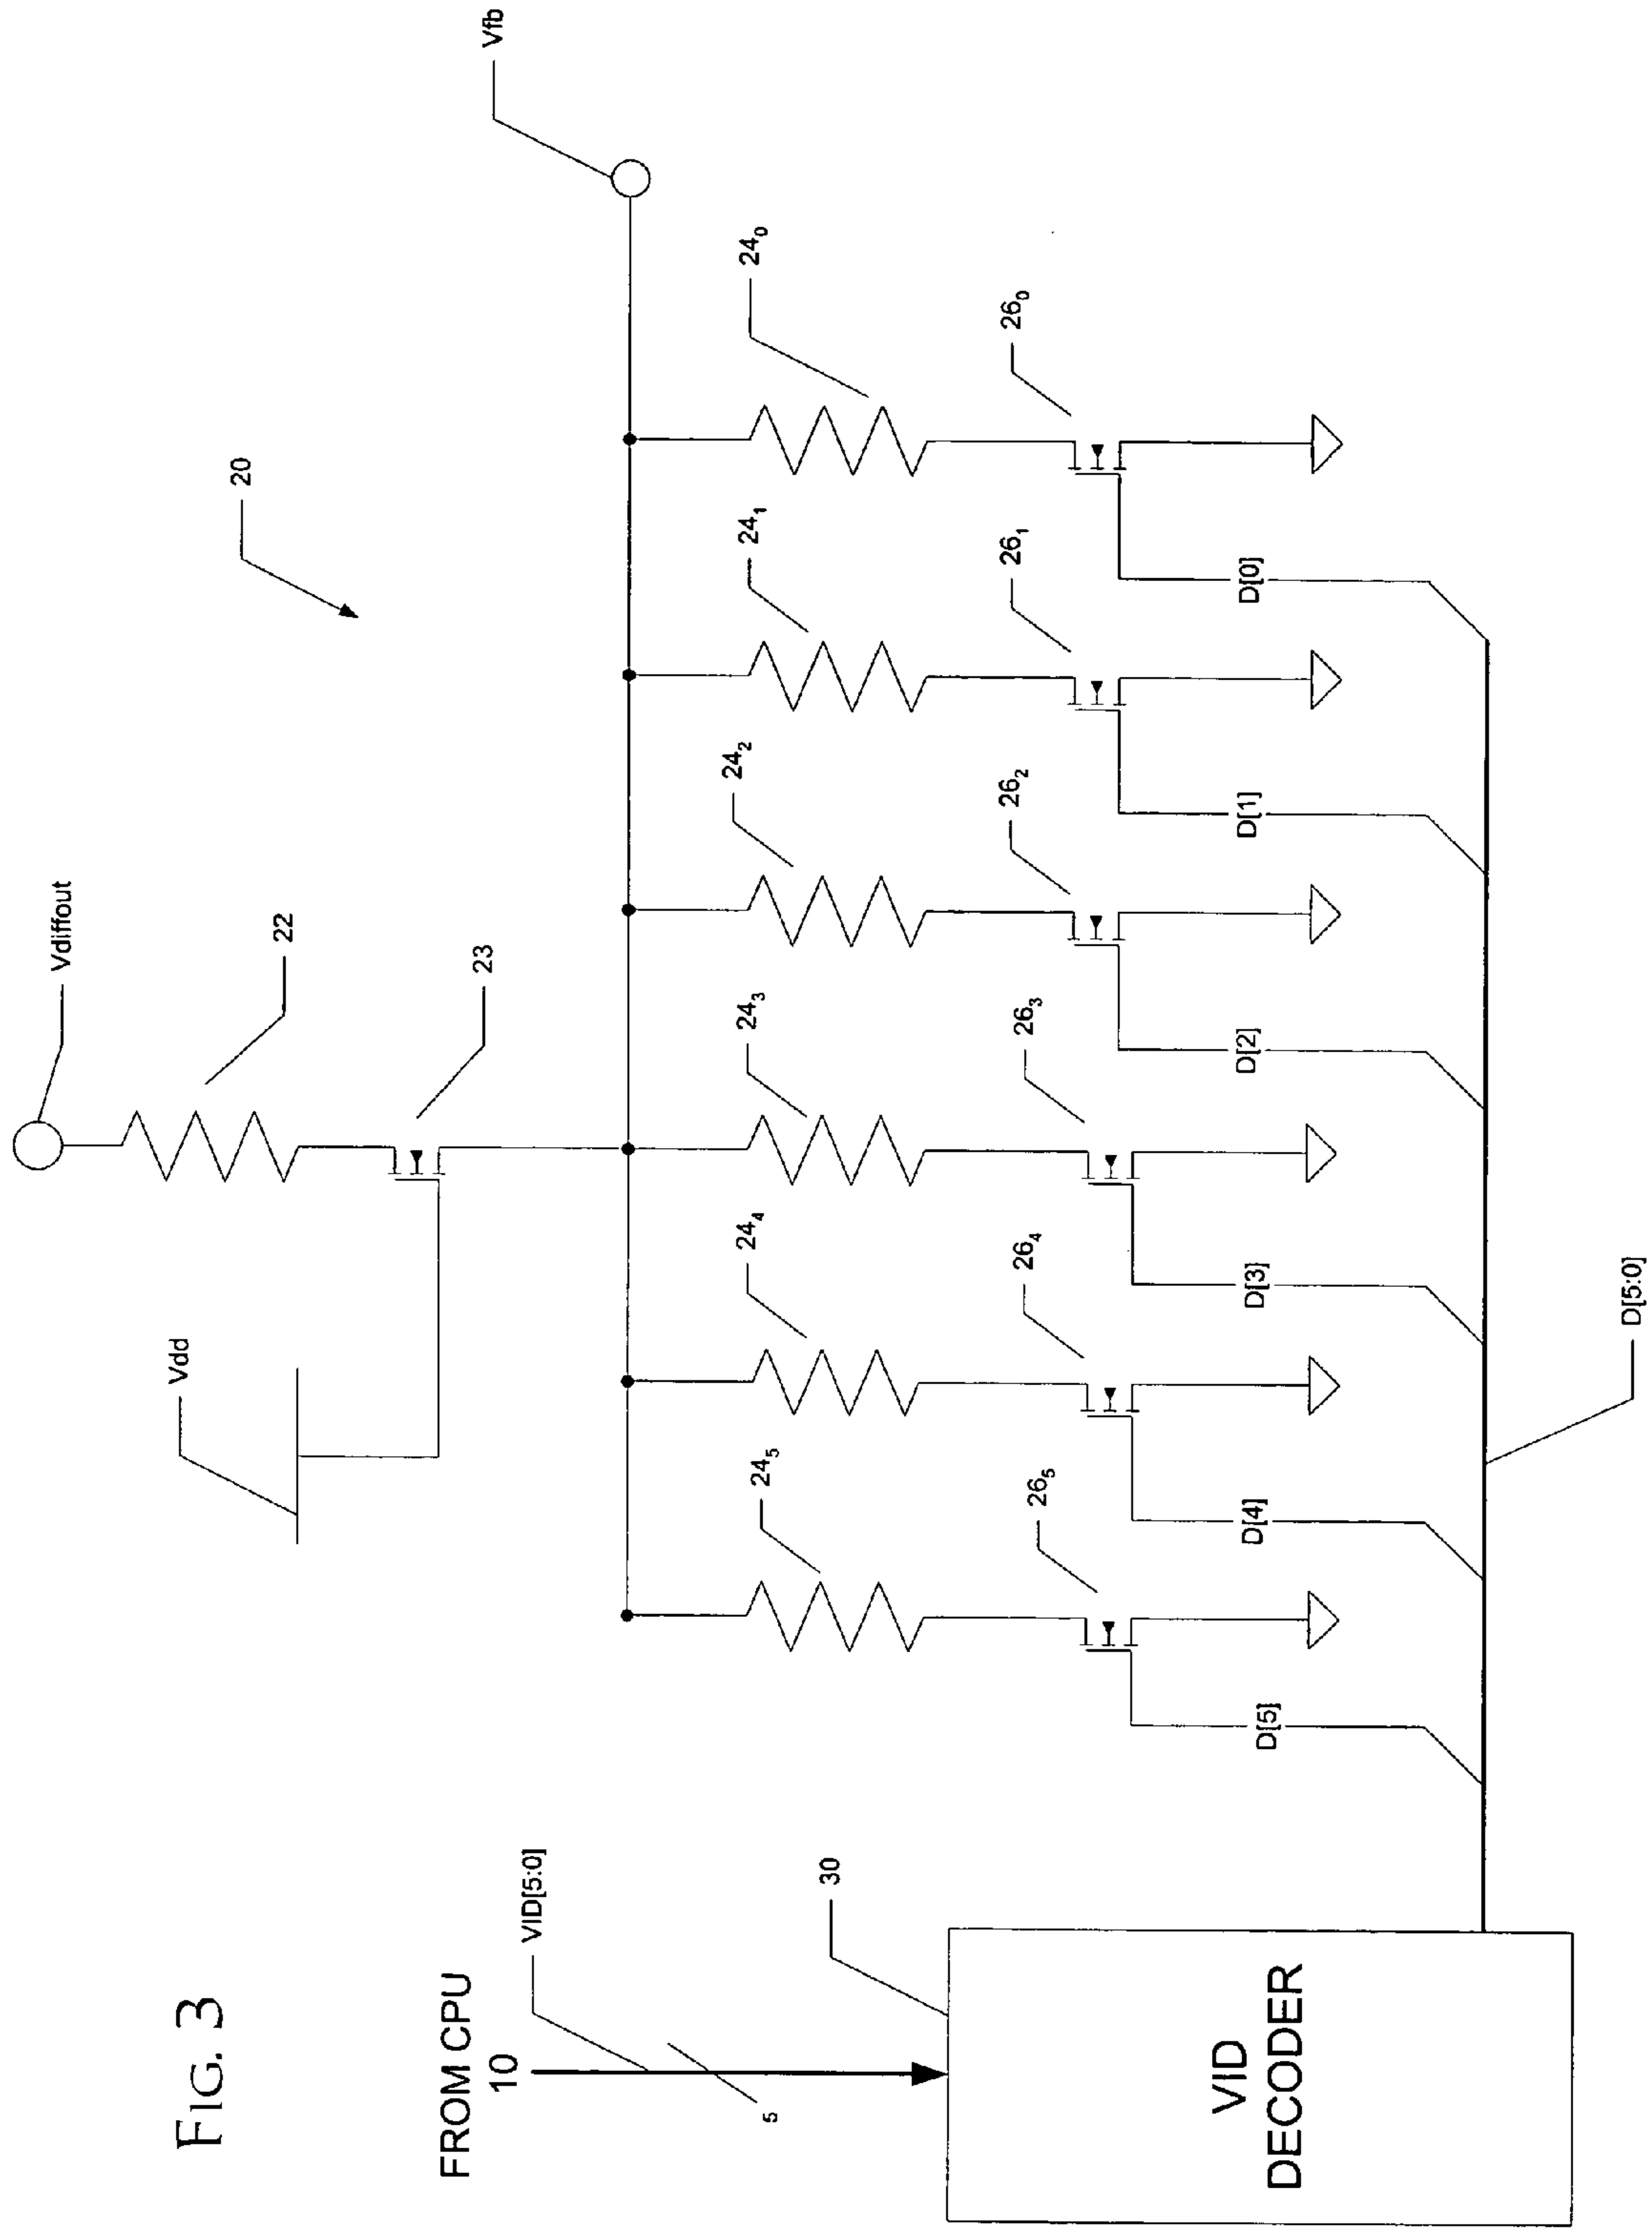 FIG. 3
FROM CPU
10
VID[5:0]
5
30
VID
DECODER
Vdd
Vdiffout
22
23
20
Vfb
24₅
24₄
24₃
24₂
24₁
24₀
26₅
26₄
26₃
26₂
26₁
26₀
D[5]
D[4]
D[3]
D[2]
D[1]
D[0]
D[5:0]